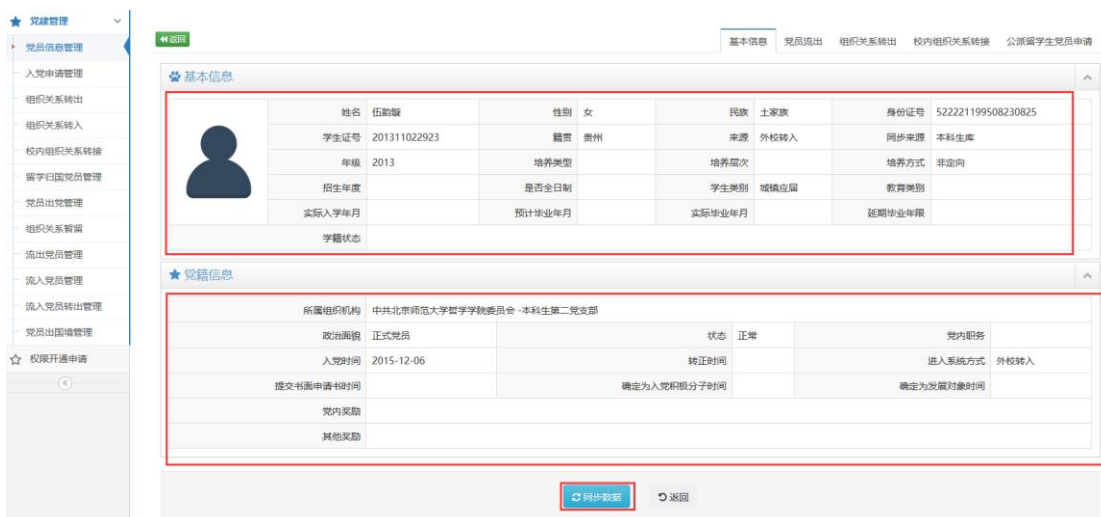 党建管理
党员信息管理
入党申请管理
组织关系转出
组织关系转入
校内组织关系转接
留学归国党员管理
党员出党管理
组织关系暂留
流出党员管理
流入党员管理
流入党员转出管理
党员出国境管理
权限开通申请
返回
基本信息 党员流出 组织关系转出 校内组织关系转接 公派留学生党员申请
基本信息
姓名 伍韵璇 性别 女 民族 土家族 身份证号 522221199508230825
学生证号 201311022923 籍贯 贵州 来源 外校转入 同步来源 本科生库
年级 2013 培养类型 培养层次 培养方式 非定向
招生年度 是否全日制 学生类别 城镇应届 教育类别
实际入学年月 预计毕业年月 实际毕业年月 延期毕业年限
学籍状态
党籍信息
所属组织机构 中共北京师范大学哲学学院委员会 -本科生第二党支部
政治面貌 正式党员 状态 正常 党内职务
入党时间 2015-12-06 转正时间 进入系统方式 外校转入
提交书面申请书时间 确定为入党积极分子时间 确定为发展对象时间
党内奖励
其他奖励
同步数据 返回